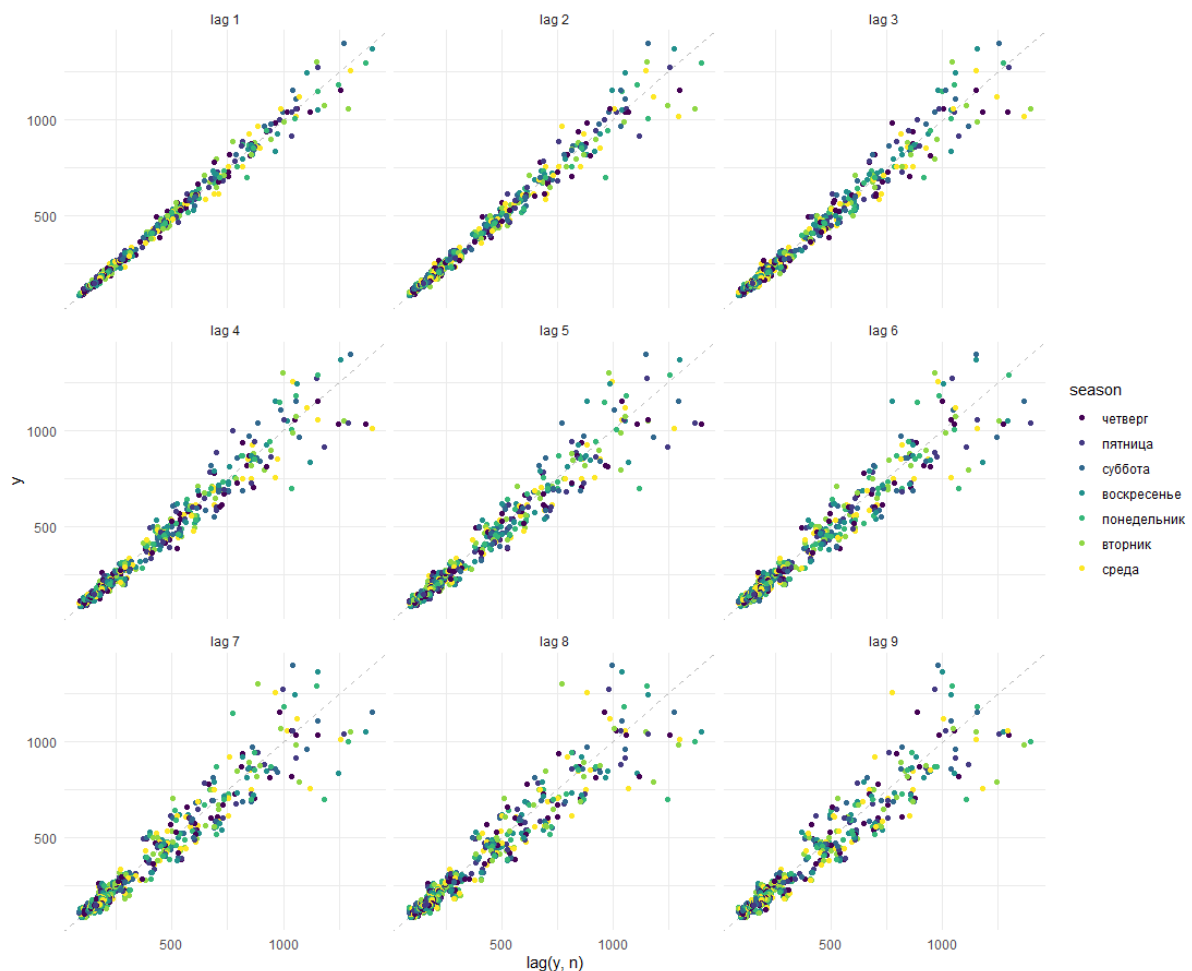 lag 1
lag 2
lag 3
1000
500
lag 4
lag 5
lag 6
1000
500
lag 7
lag 8
lag 9
1000
500
500
1000
500
1000
500
1000
lag(y, n)
y
season
четверг
пятница
суббота
воскресенье
понедельник
вторник
среда